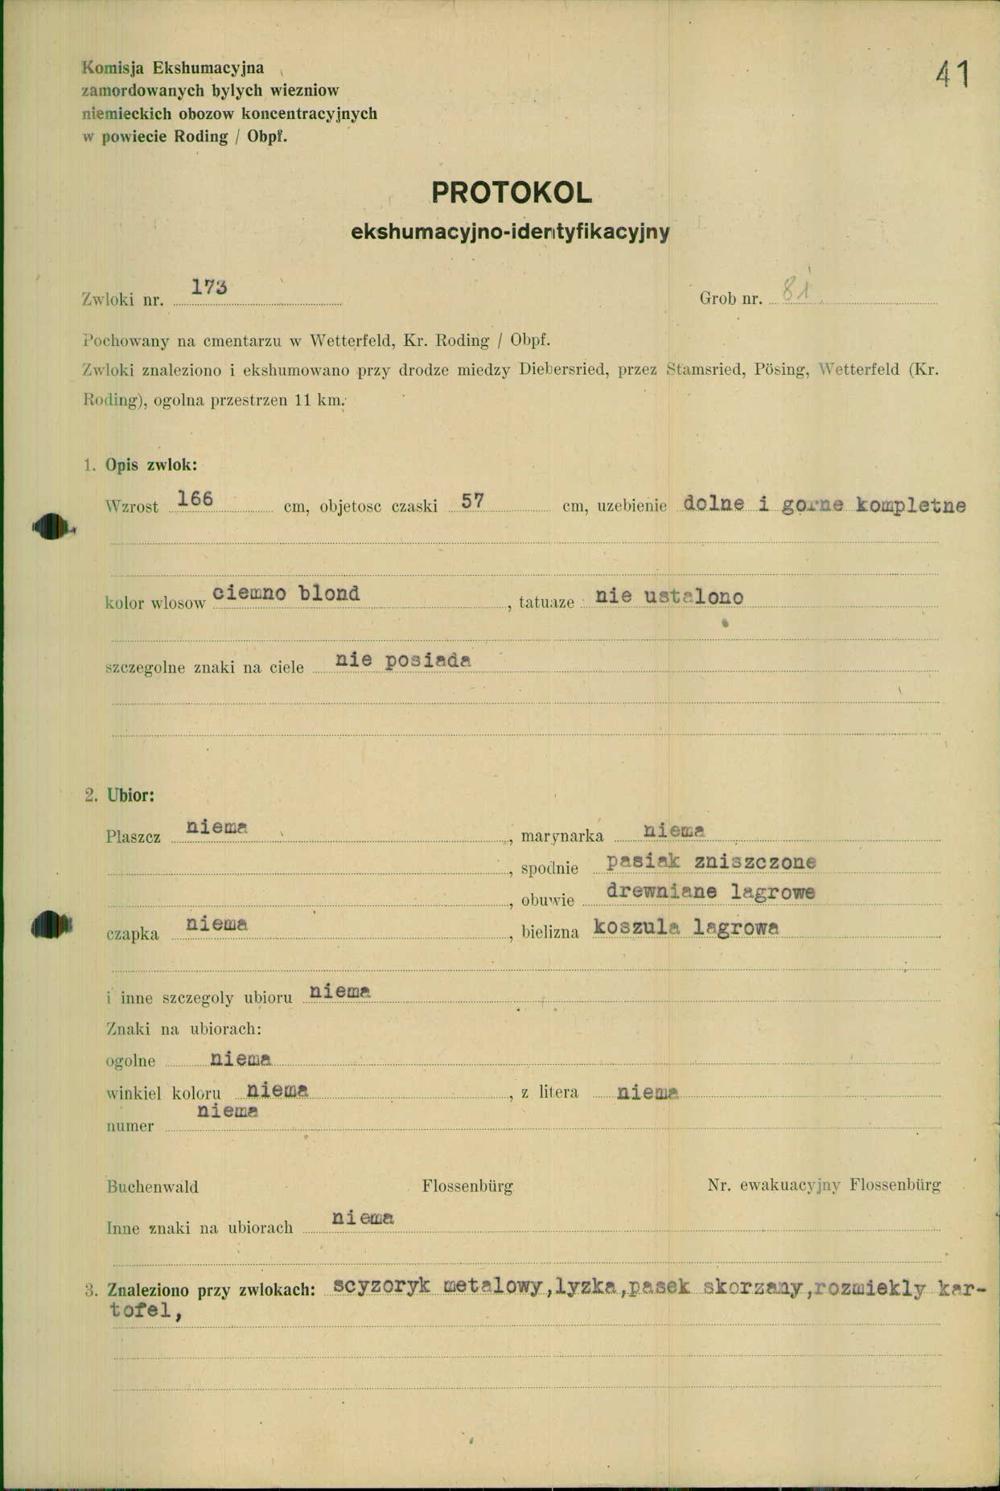 Komisja Ekshumacyjna
zamordowanych bylych wiezniow
niemieckich obozow koncentracyjnych
w powiecie Roding / Obpf.
41
PROTOKOL
ekshumacyjno-identyfikacyjny
Zwloki nr. 173 Grob nr. 81
Pochowany na cmentarzu w Wetterfeld, Kr. Roding / Obpf.
Zwloki znaleziono i ekshumowano przy drodze miedzy Diebersried, przez Stamsried, Pösing, Wetterfeld (Kr.
Roding), ogolna przestrzen 11 km.
1. Opis zwlok:
Wzrost 166 cm, objetosc czaski 57 cm, uzebienie dolne i gorne kompletne
kolor wlosow ciemno blond, tatuaze nie ustalono
szczegolne znaki na ciele nie posiada
2. Ubior:
Plaszcz niema, marynarka niema
, spodnie pasiak zniszczone
, obuwie drewniane lagrowe
czapka niema, bielizna koszula lagrowa
i inne szczegoly ubioru niema
Znaki na ubiorach:
ogolne niema
winkiel koloru niema, z litera niema
numer niema
Buchenwald Flossenbürg Nr. ewakuacyjny Flossenbürg
Inne znaki na ubiorach niema
3. Znaleziono przy zwlokach: scyzoryk metalowy,lyzka,pasek skorzany,rozmiekly kar-
tofel,